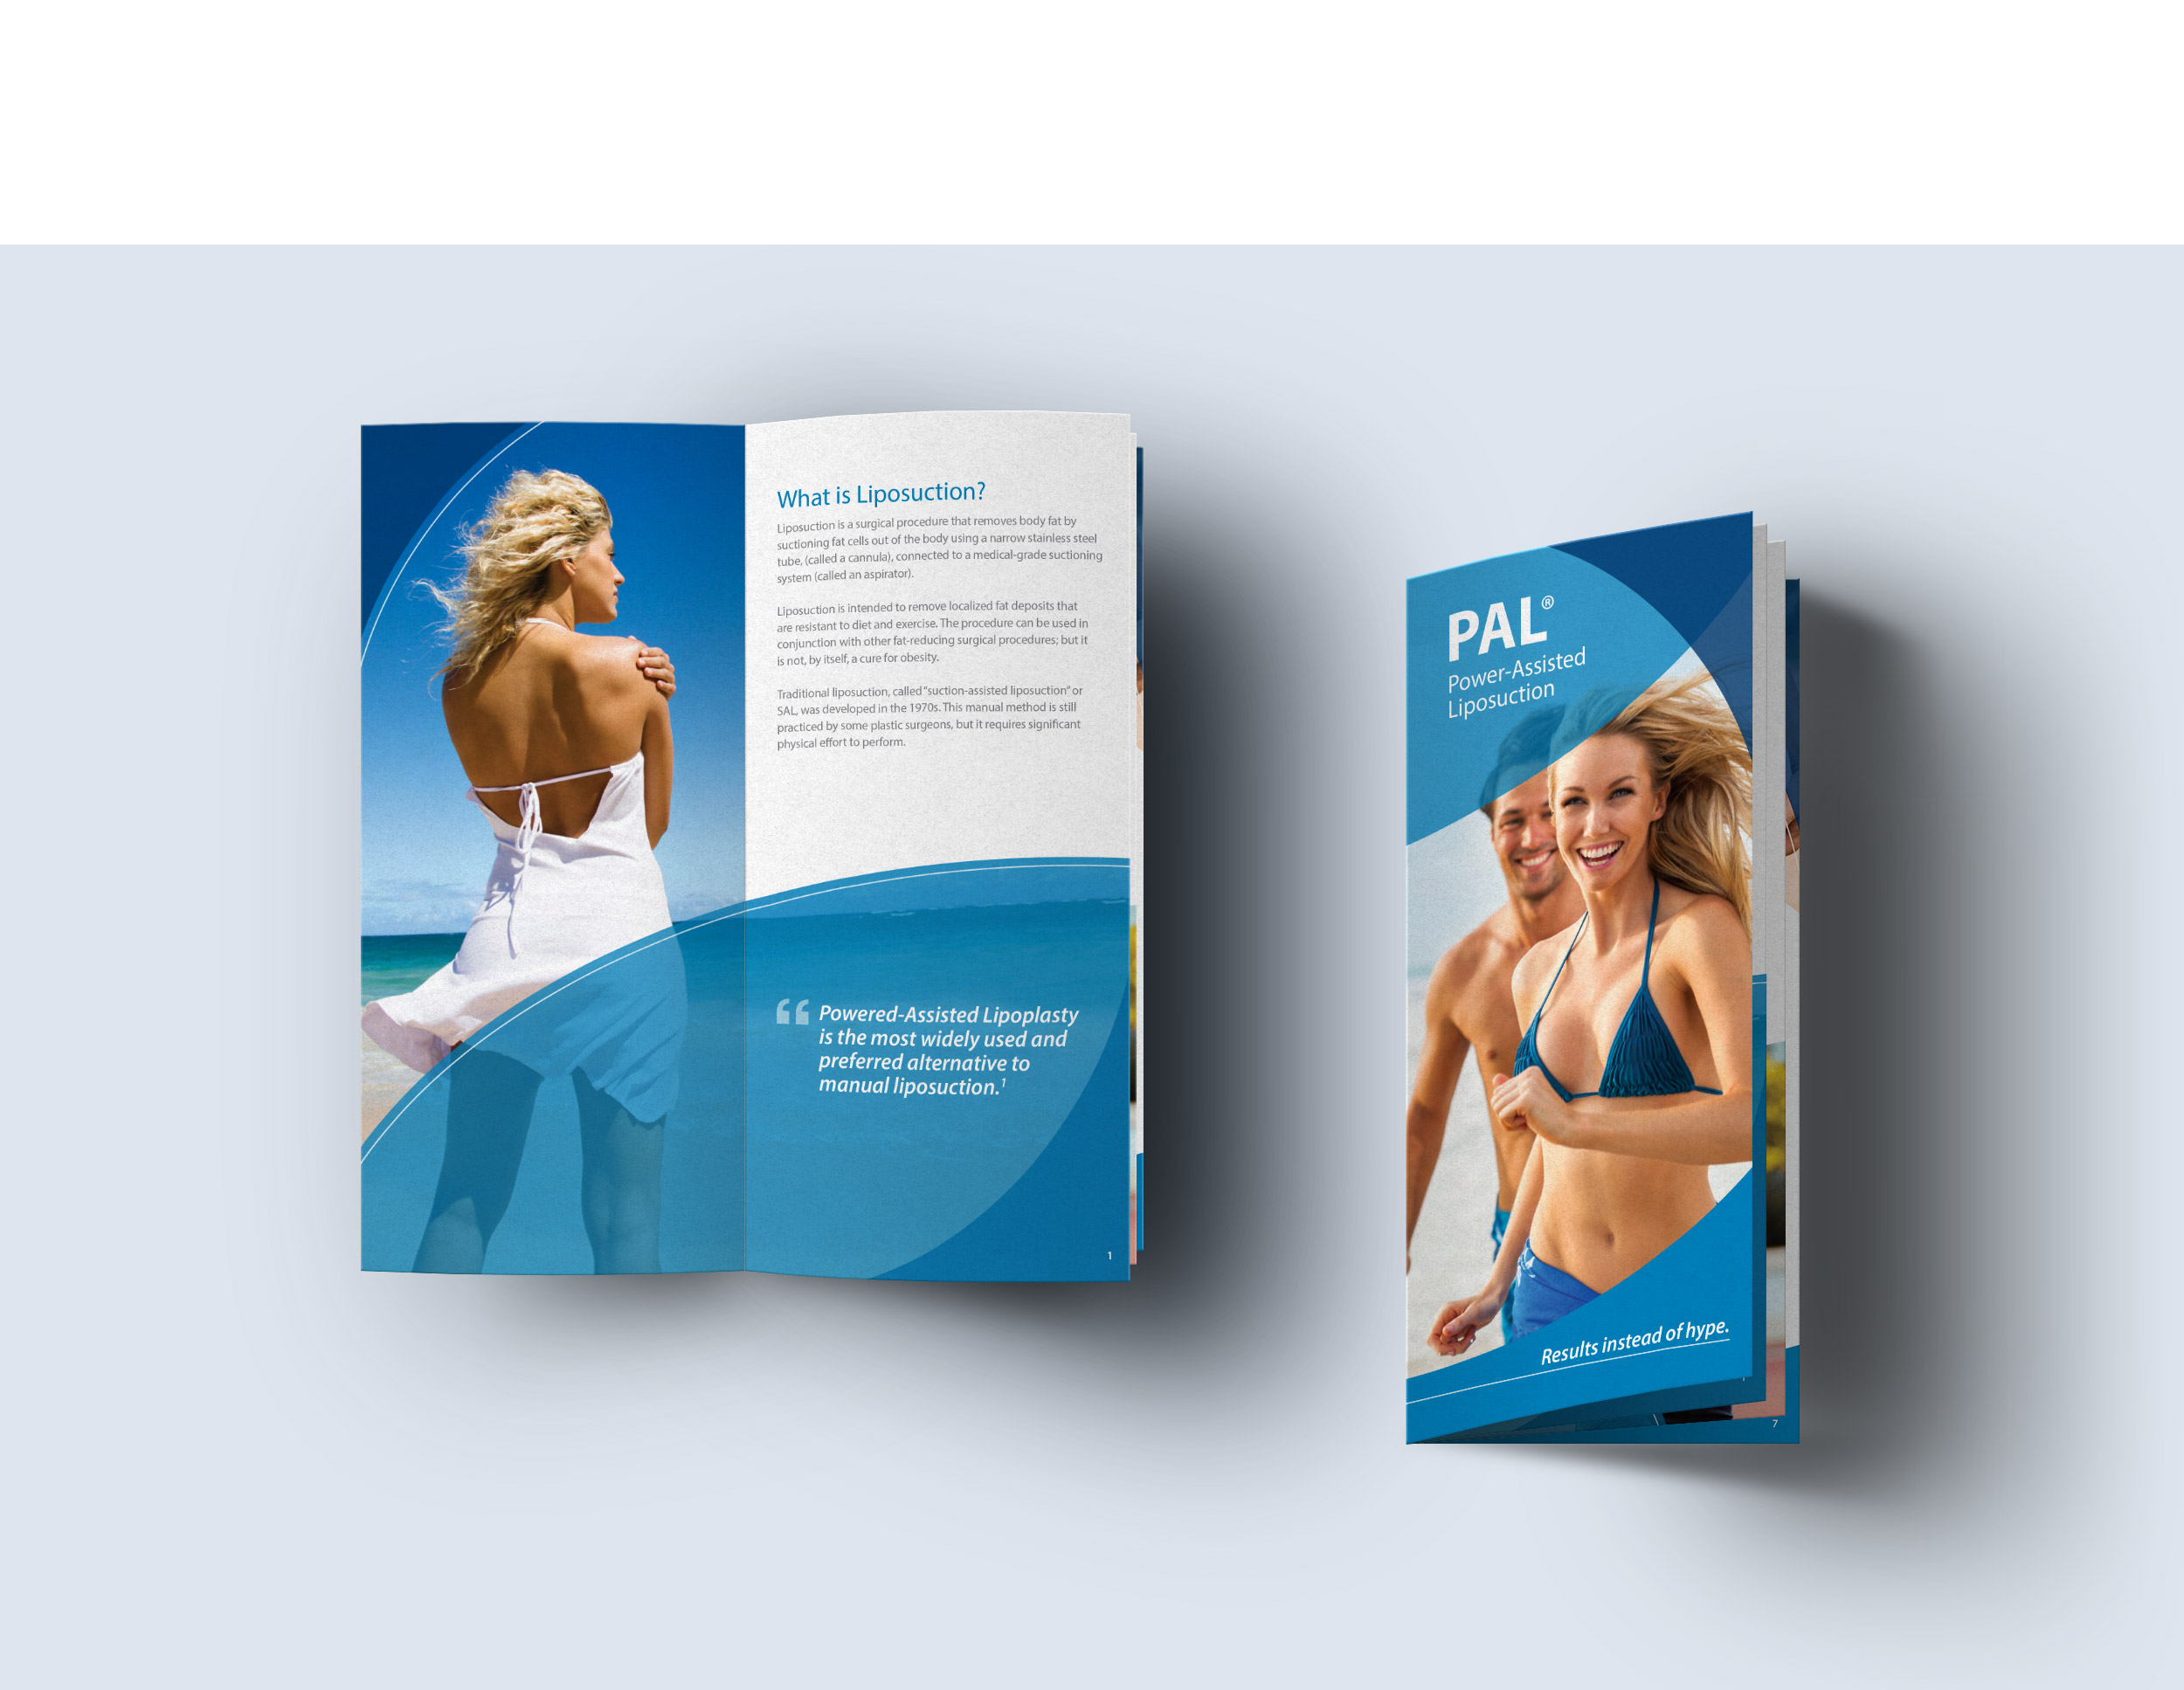 What is Liposuction?
Liposuction is a surgical procedure that removes body fat by
suctioning fat cells out of the body using a narrow stainless steel
tube, (called a cannula), connected to a medical-grade suctioning
system (called an aspirator).
Liposuction is intended to remove localized fat deposits that
are resistant to diet and exercise. The procedure can be used in
conjunction with other fat-reducing surgical procedures; but it
is not, by itself, a cure for obesity.
Traditional liposuction, called "suction-assisted liposuction" or
SAL, was developed in the 1970s. This manual method is still
practiced by some plastic surgeons, but it requires significant
physical effort to perform.
“ Powered-Assisted Lipoplasty
is the most widely used and
preferred alternative to
manual liposuction.¹
1
PAL®
Power-Assisted
Liposuction
Results instead of hype.
7